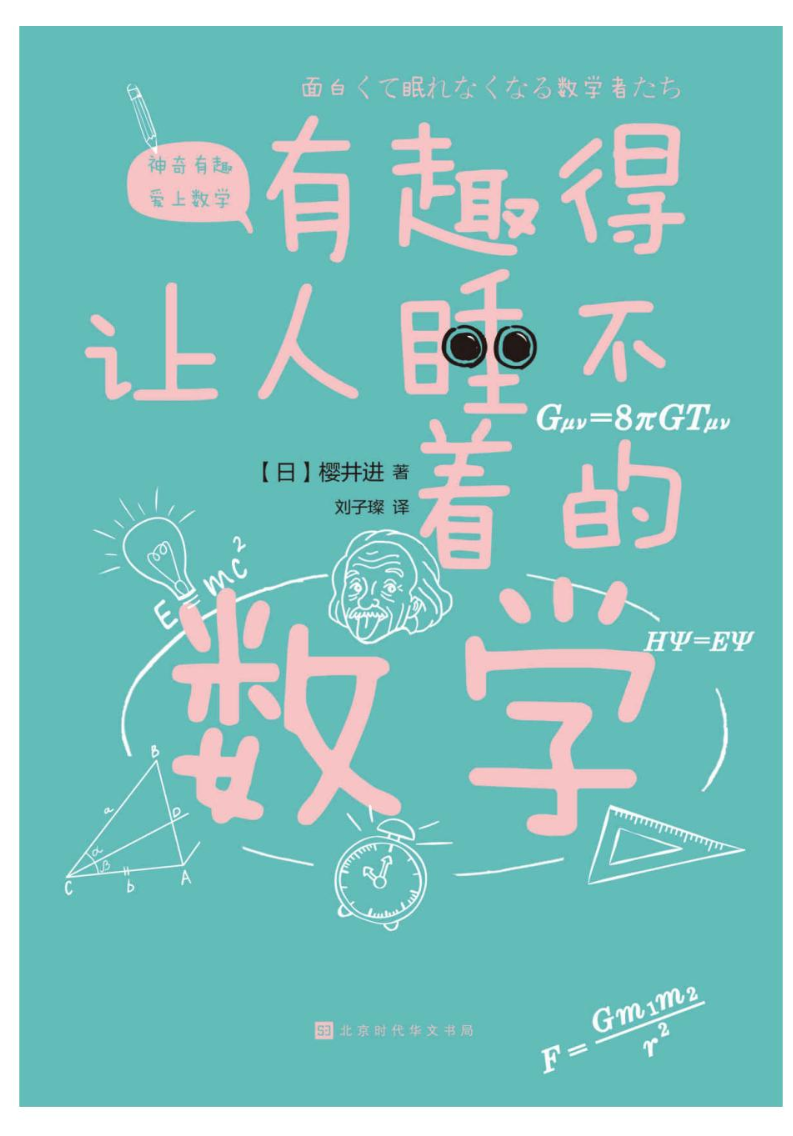 面白くて眠れなくなる数学者たち
神奇有趣
爱上数学
有趣得
让人睡不
着的
数学
Gμν=8πGTμν
【日】樱井进 著
刘子璨 译
E=mc²
HΨ=EΨ
B
a
D
α
β
C
b
A
北京时代华文书局
F=Gm₁m₂/r²